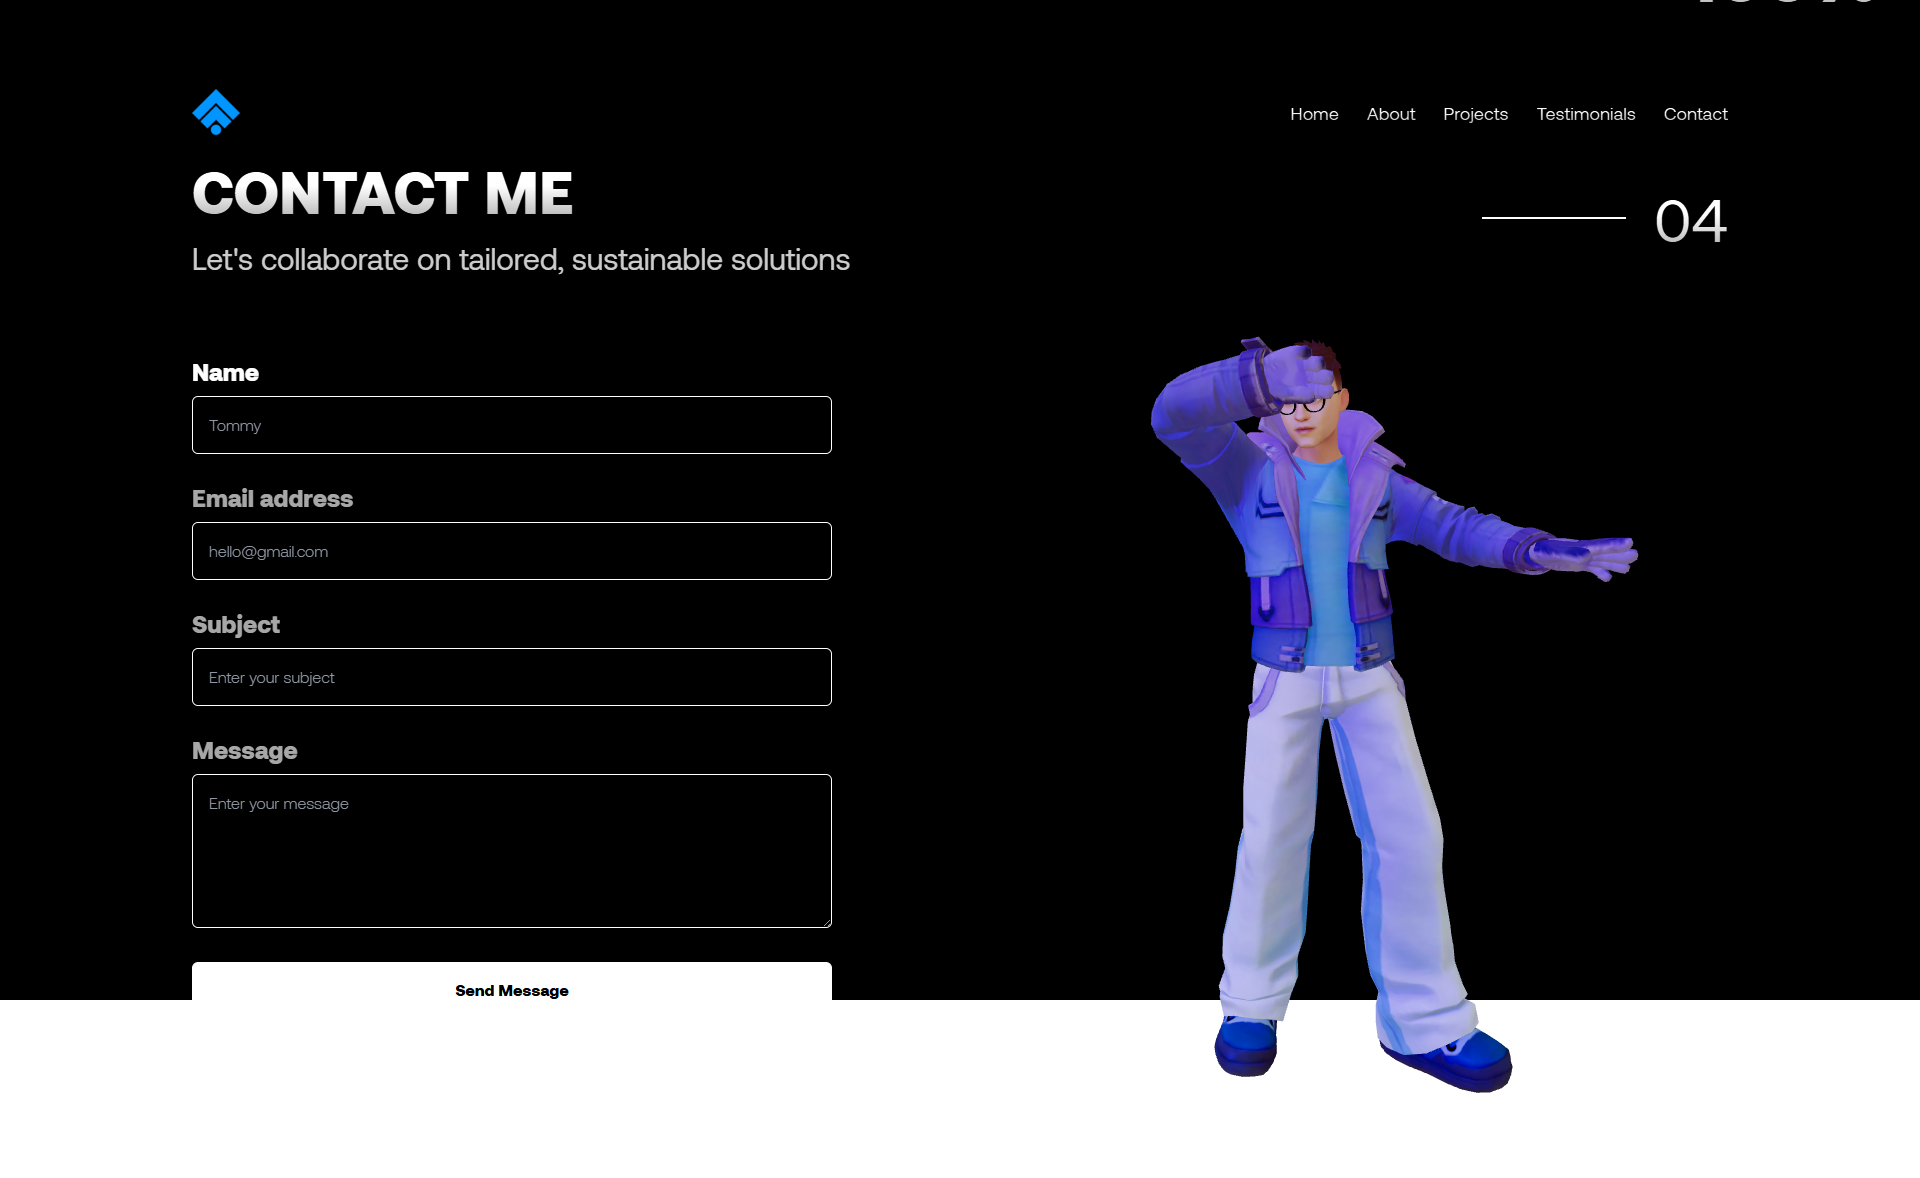 Home About Projects Testimonials Contact
CONTACT ME
04
Let's collaborate on tailored, sustainable solutions
Name
Tommy
Email address
hello@gmail.com
Subject
Enter your subject
Message
Enter your message
Send Message